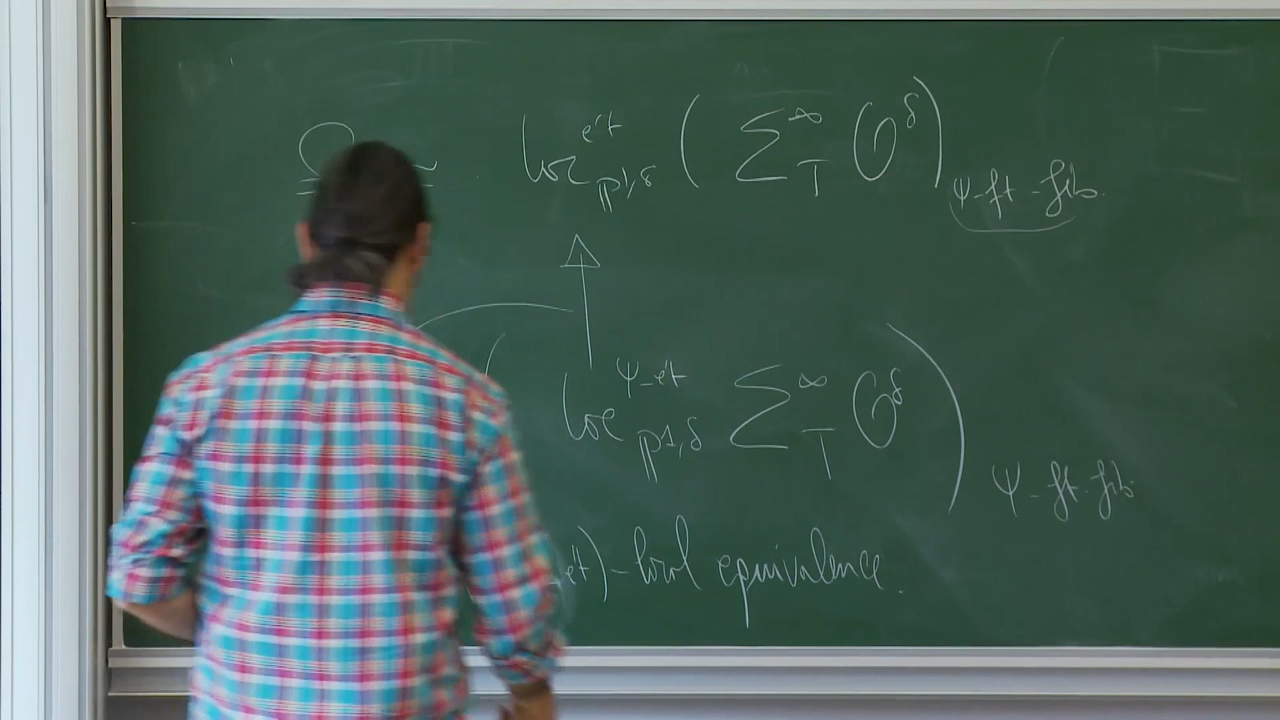 loc^{ét}_{P^1,δ} ( Σ^∞_T G^δ )_{ψ-ft-fib.}
↑
loc^{ψ-ét}_{P^1,δ} Σ^∞_T G^δ )_{ψ-ft.fib.}
-ét)-local equivalence.